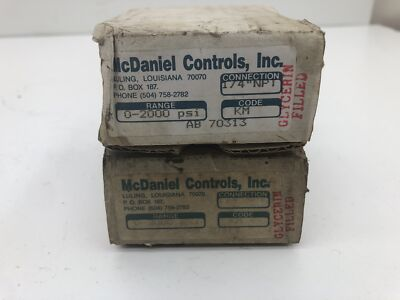 McDaniel Controls, Inc.
LULING, LOUISIANA 70070
P.O. BOX 187.
PHONE (504) 758-2782
CONNECTION
1/4"NPT
RANGE
0-2000 psi
CODE
KM
AB 70313
GLYCERIN
FILLED
McDaniel Controls, Inc.
LULING, LOUISIANA 70070
P.O. BOX 187.
PHONE (504) 758-2782
CONNECTION
RANGE
CODE
GLYCERIN
FILLED